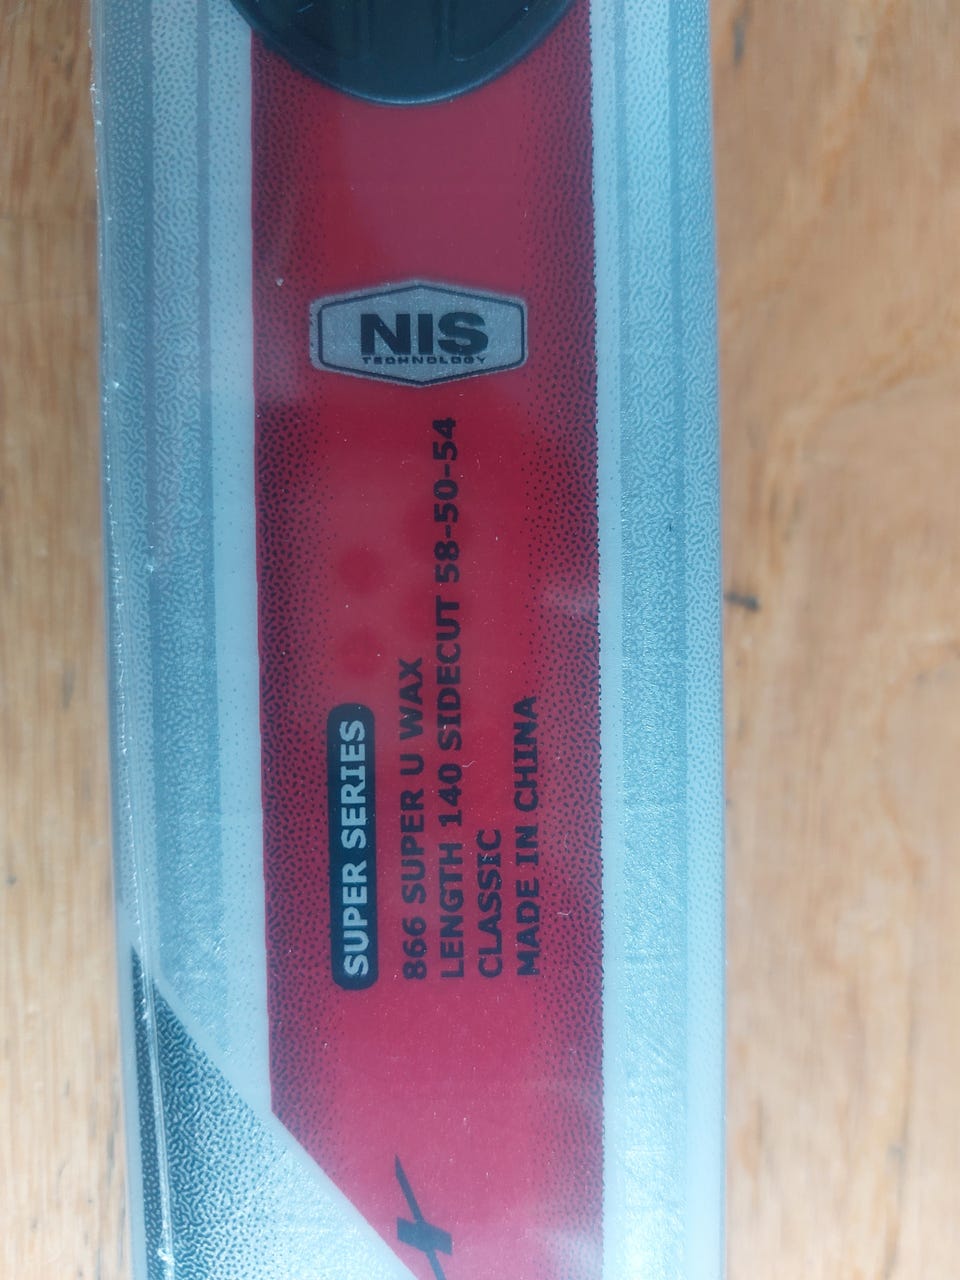 NIS
TECHNOLOGY
SUPER SERIES
866 SUPER U WAX
LENGTH 140 SIDECUT 58-50-54
CLASSIC
MADE IN CHINA